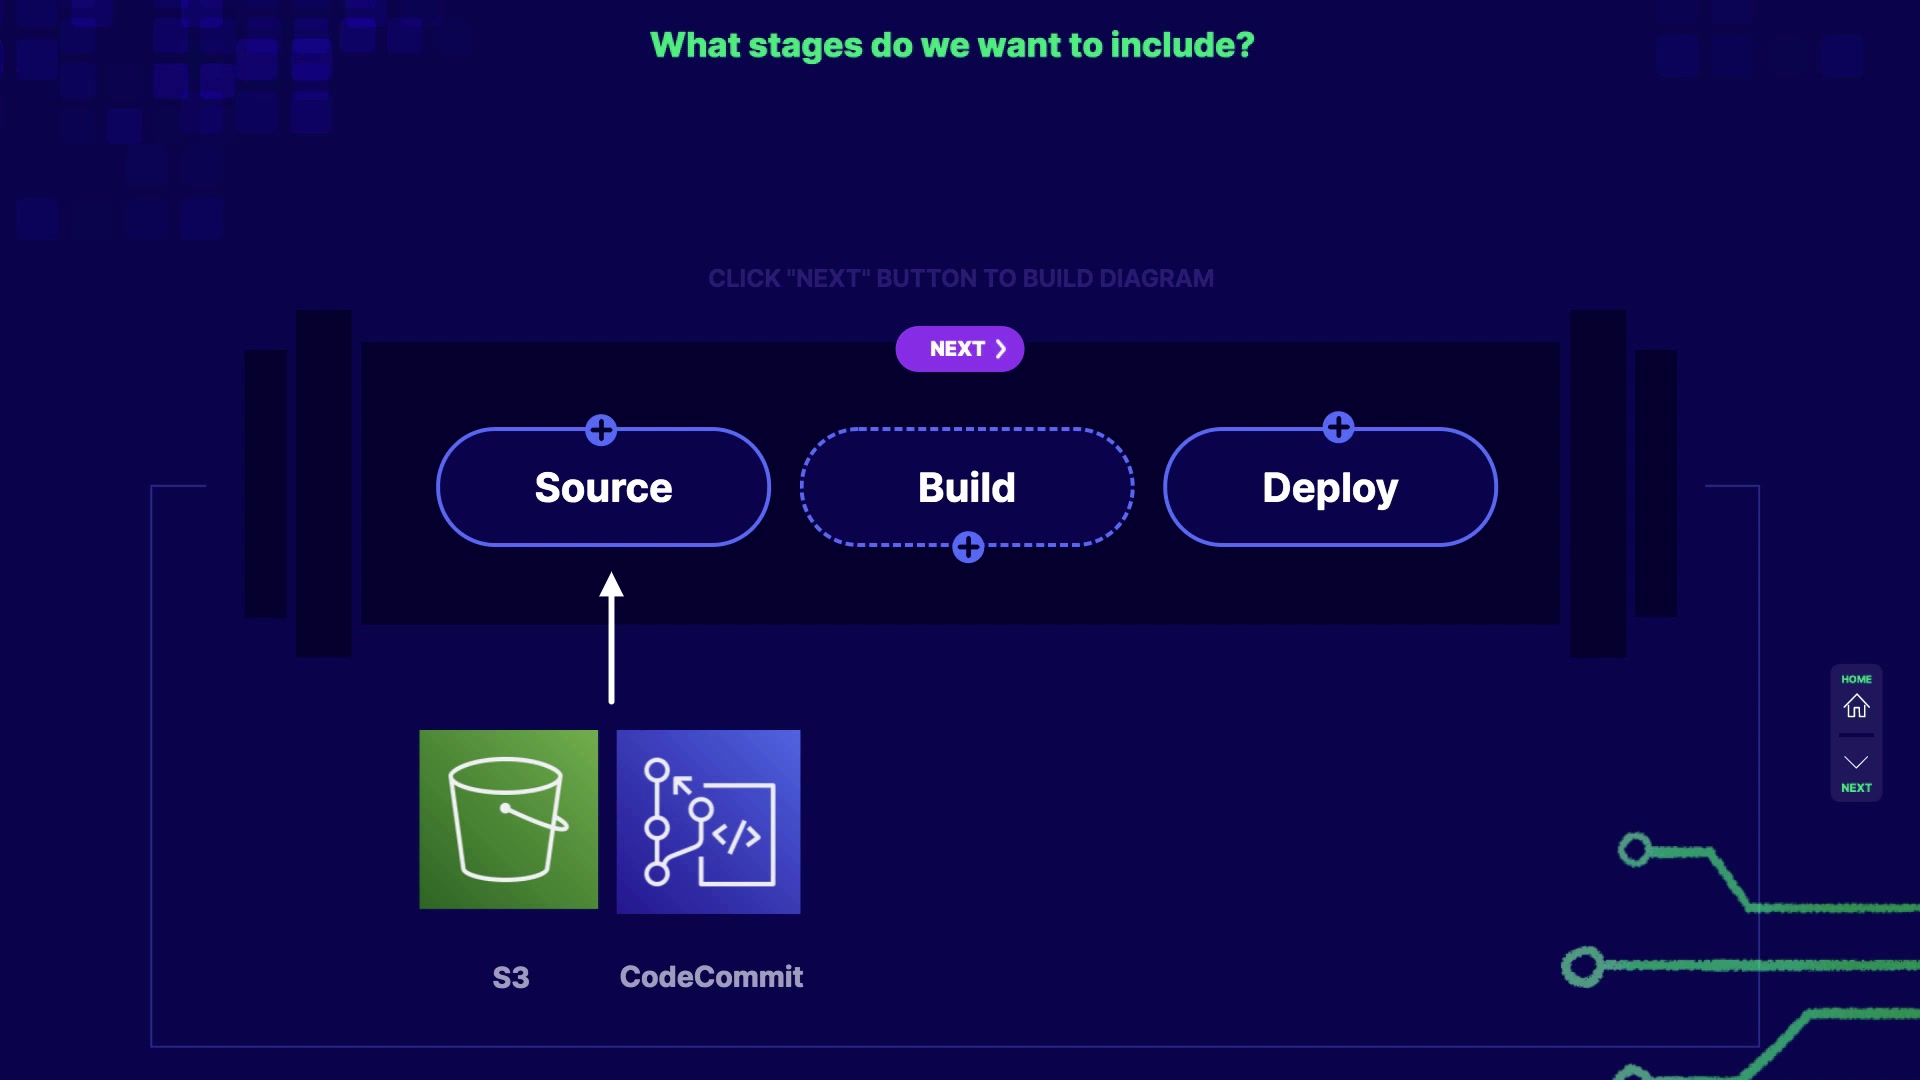 What stages do we want to include?
CLICK "NEXT" BUTTON TO BUILD DIAGRAM
NEXT
Source
Build
Deploy
HOME
NEXT
S3
CodeCommit